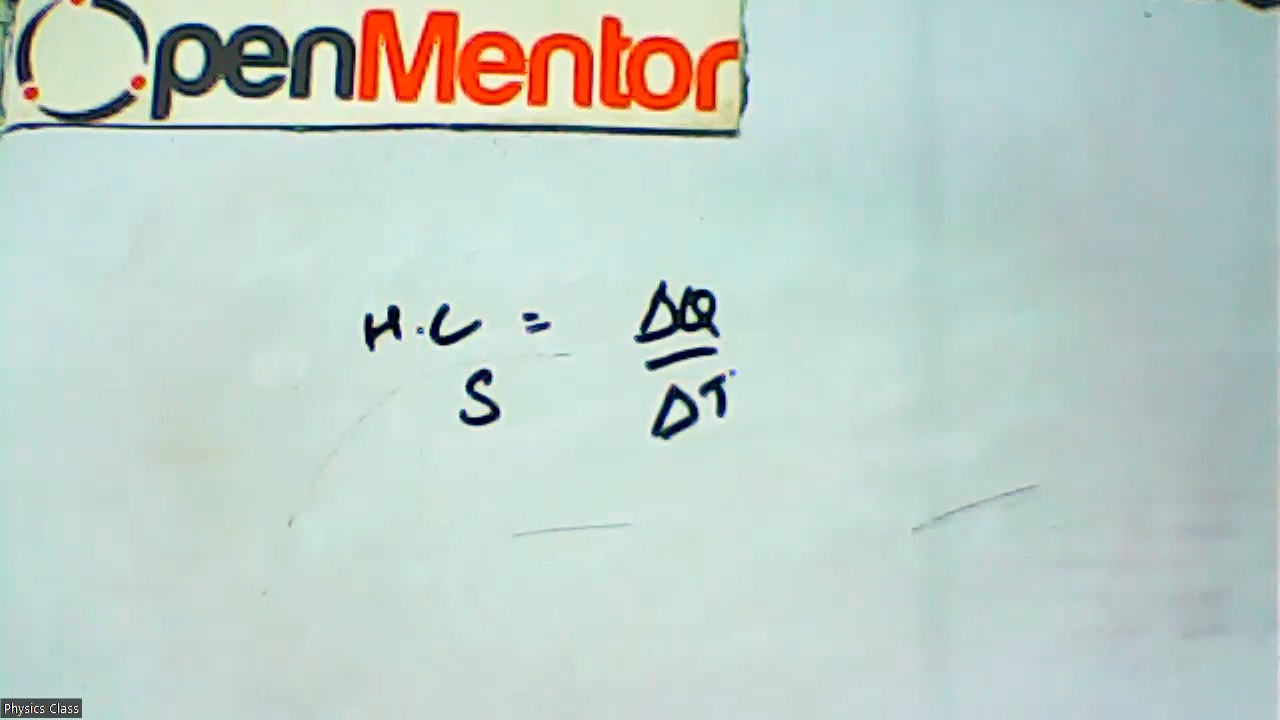 OpenMentor
H.C = ΔQ
S ΔT
Physics Class